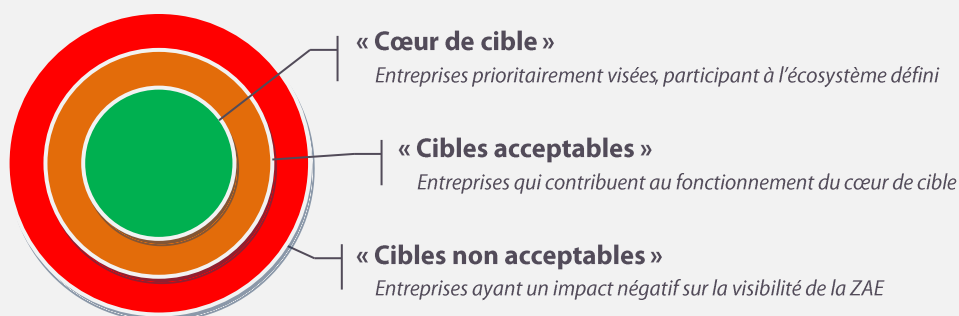 « Cœur de cible »
Entreprises prioritairement visées, participant à l'écosystème défini
« Cibles acceptables »
Entreprises qui contribuent au fonctionnement du cœur de cible
« Cibles non acceptables »
Entreprises ayant un impact négatif sur la visibilité de la ZAE